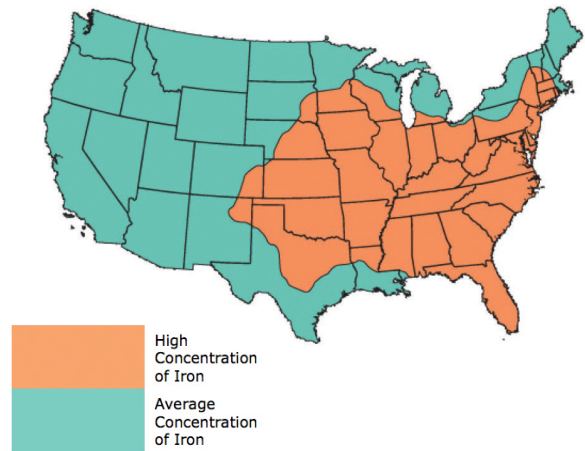 High
Concentration
of Iron
Average
Concentration
of Iron